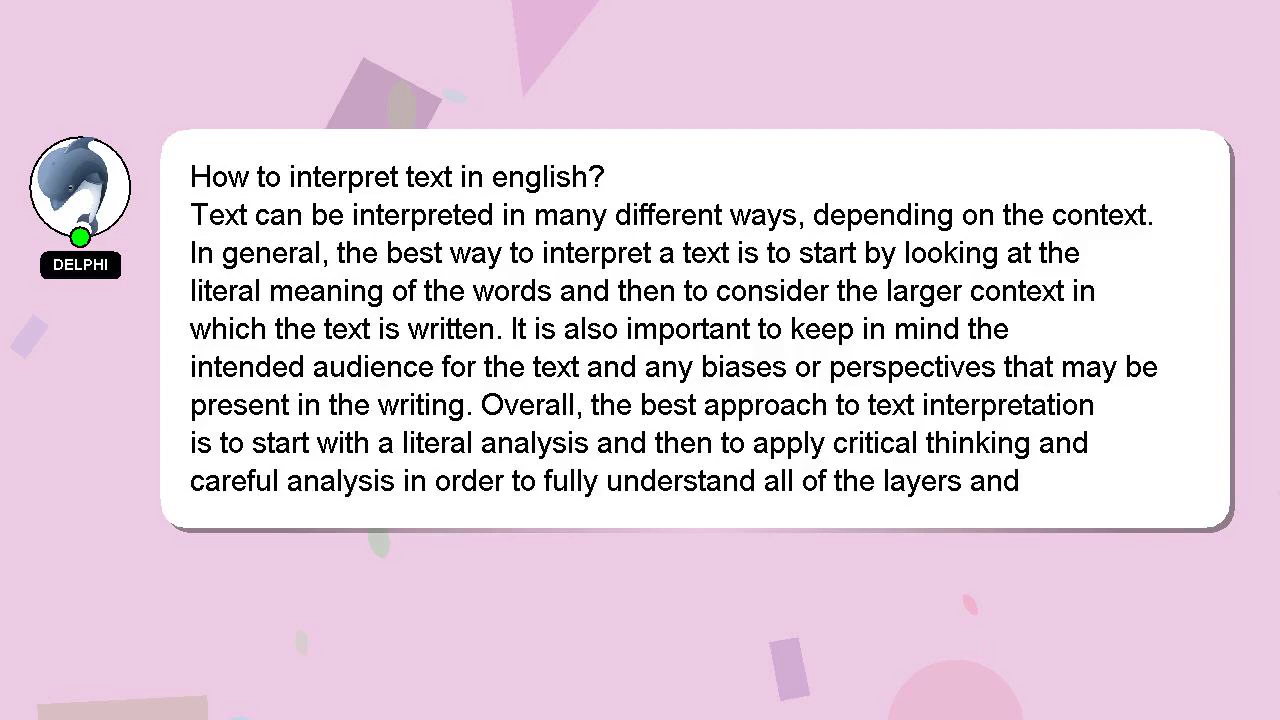 How to interpret text in english?
Text can be interpreted in many different ways, depending on the context.
In general, the best way to interpret a text is to start by looking at the
literal meaning of the words and then to consider the larger context in
which the text is written. It is also important to keep in mind the
intended audience for the text and any biases or perspectives that may be
present in the writing. Overall, the best approach to text interpretation
is to start with a literal analysis and then to apply critical thinking and
careful analysis in order to fully understand all of the layers and
DELPHI